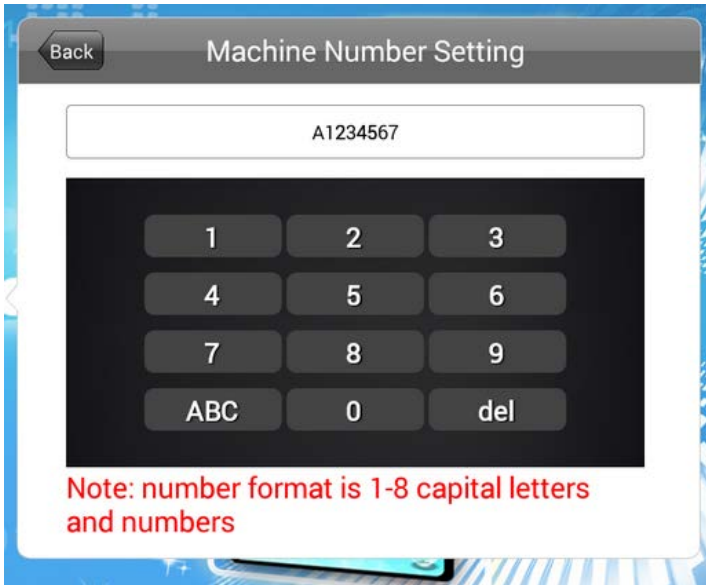 Back
Machine Number Setting
A1234567
1 2 3
4 5 6
7 8 9
ABC 0 del
Note: number format is 1-8 capital letters
and numbers